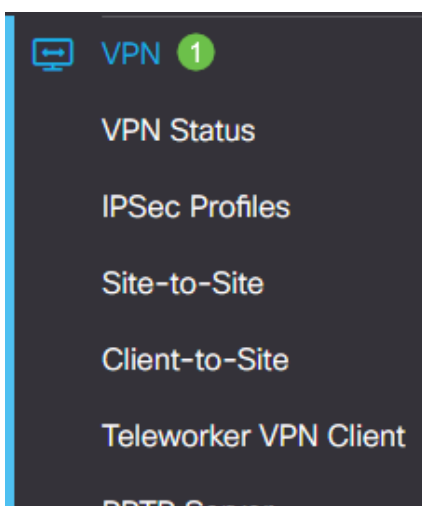 VPN 1
VPN Status
IPSec Profiles
Site-to-Site
Client-to-Site
Teleworker VPN Client